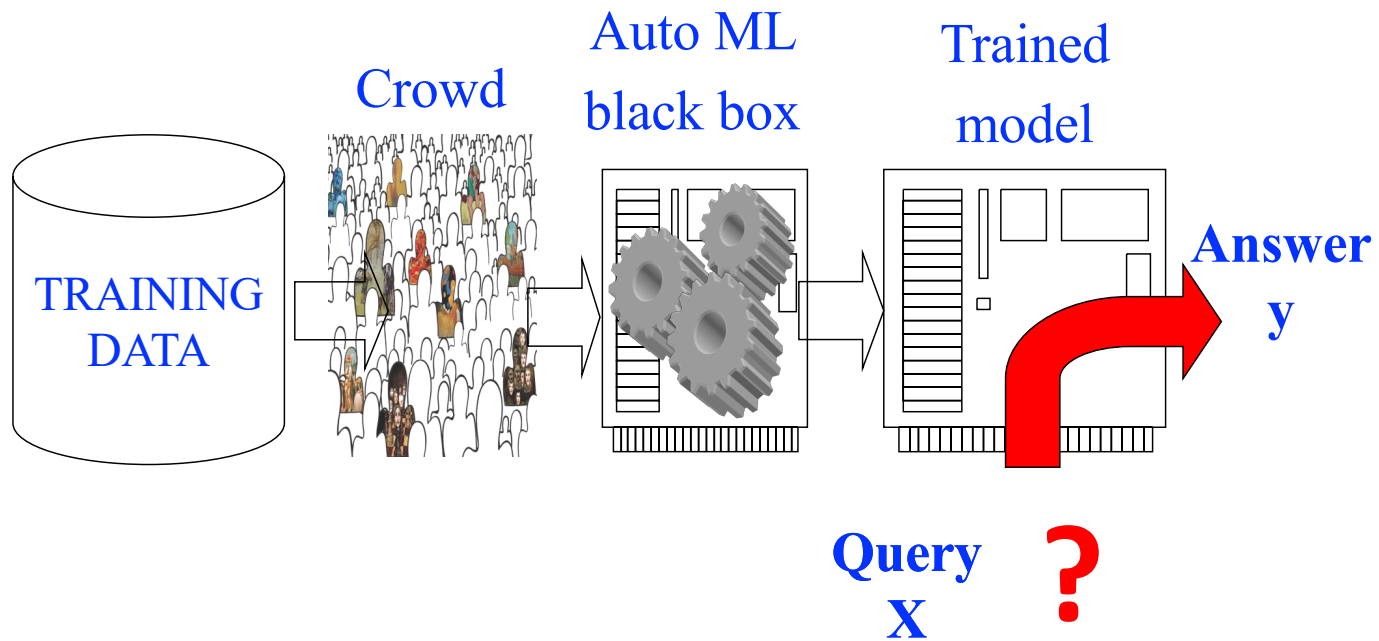 Auto ML
black box
Trained
model
Crowd
TRAINING
DATA
Answer
y
Query
X
?